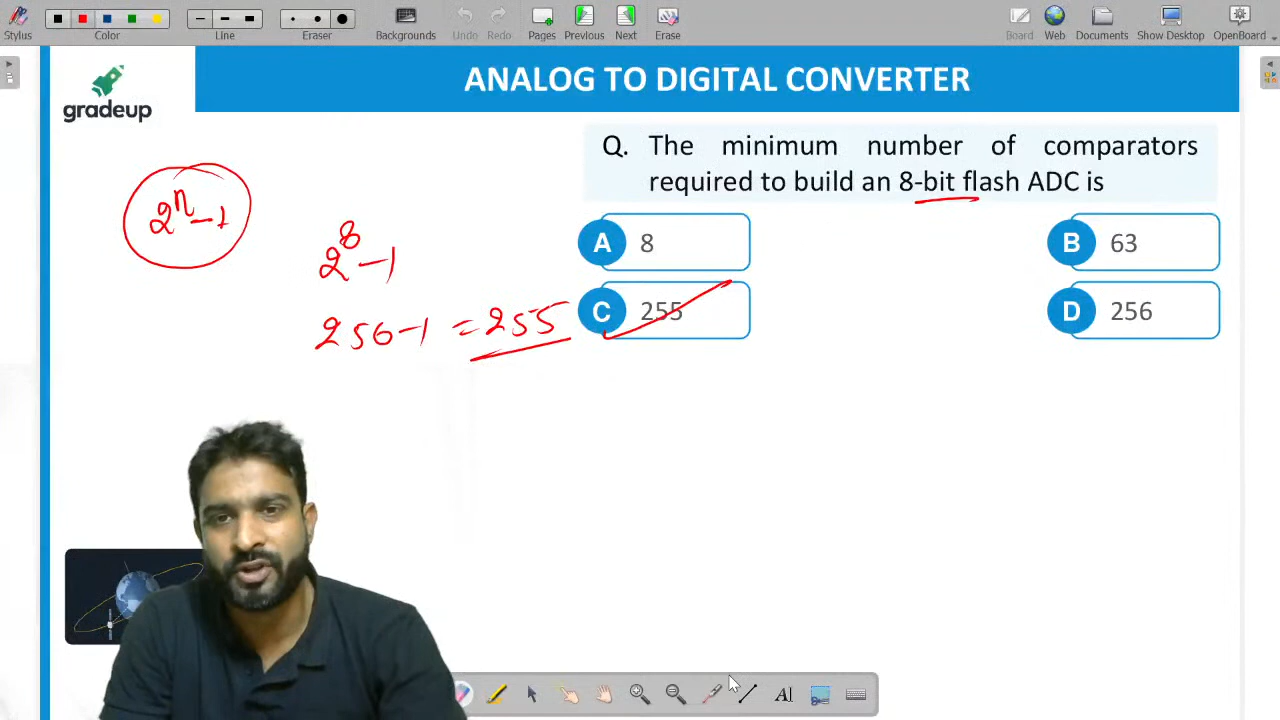 Stylus
Color
Line
Eraser
Backgrounds
Undo
Redo
Pages
Previous
Next
Erase
Board
Web
Documents
Show Desktop
OpenBoard
gradeup
ANALOG TO DIGITAL CONVERTER
Q. The minimum number of comparators
required to build an 8-bit flash ADC is
A 8
B 63
C 255
D 256
2ⁿ-1
2⁸-1
256-1 = 255
AI